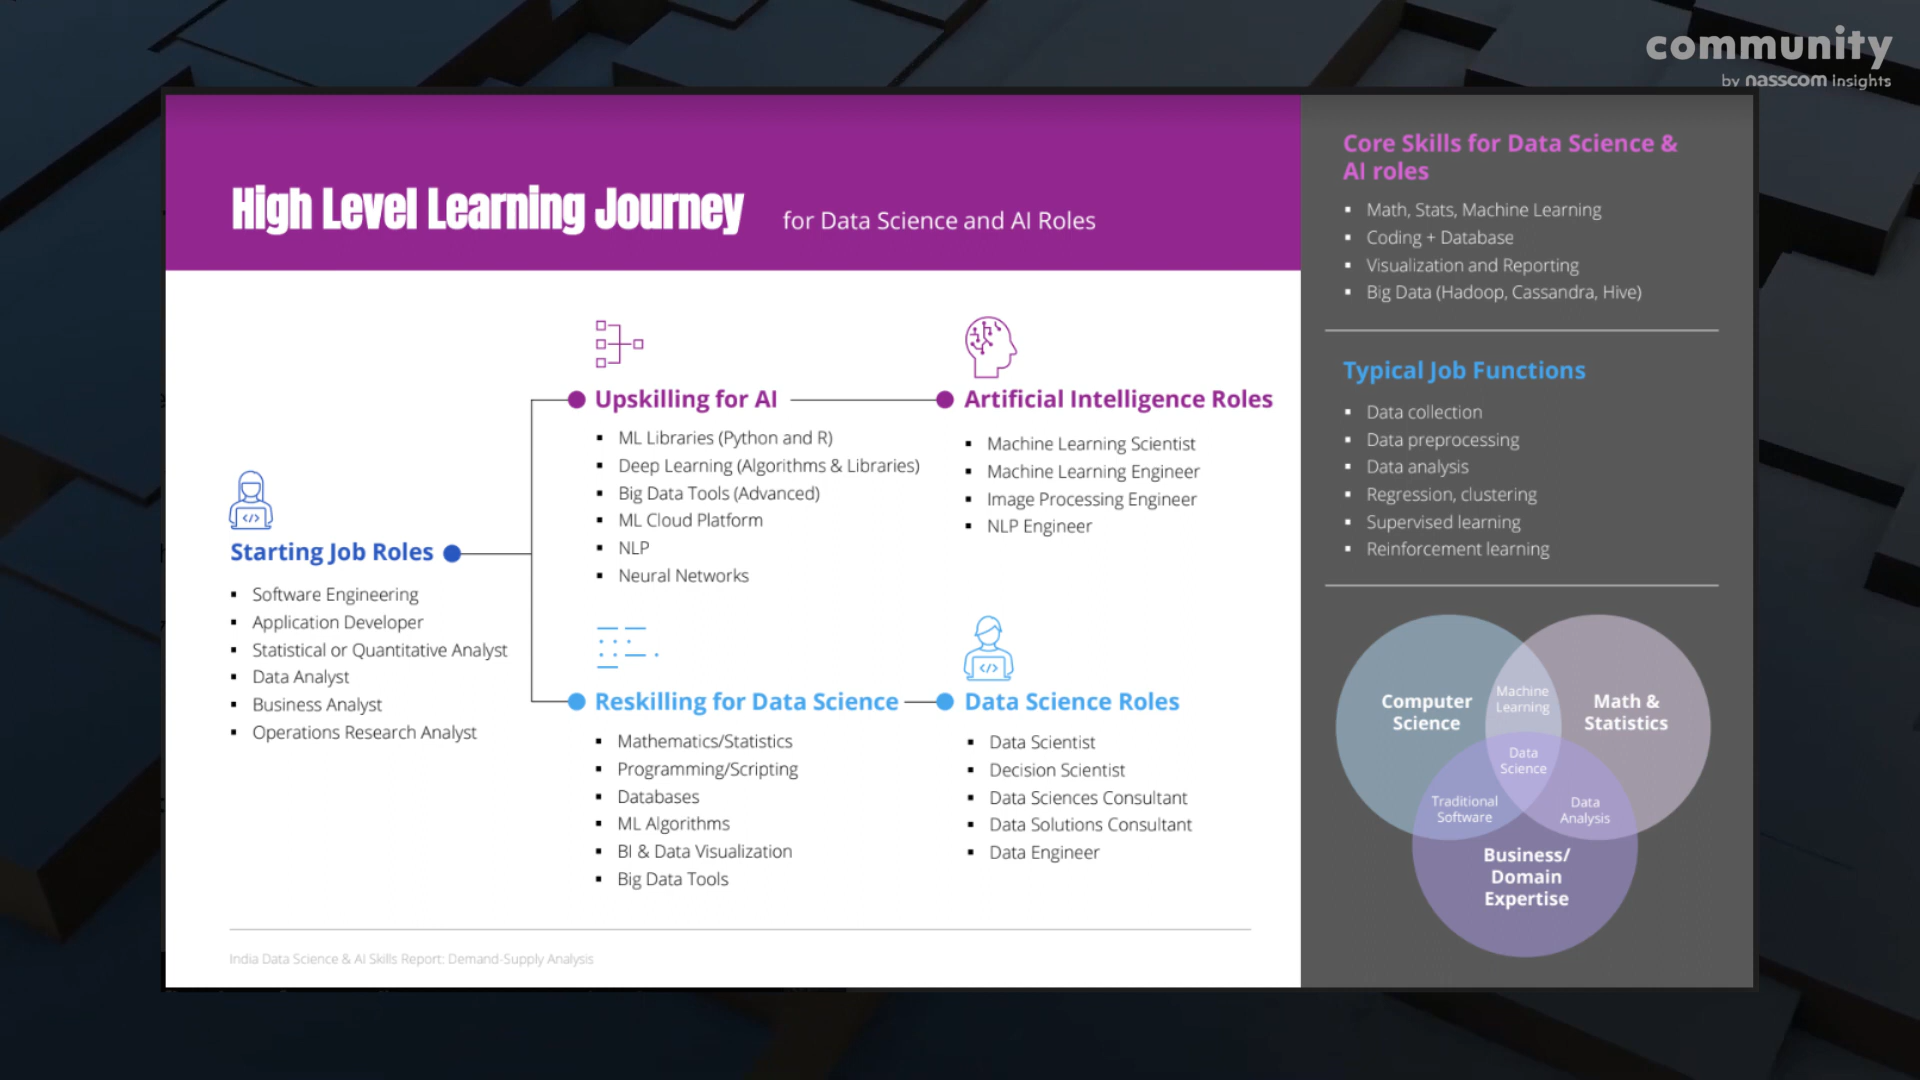 community
by nasscom insights
High Level Learning Journey for Data Science and AI Roles
Starting Job Roles
Software Engineering
Application Developer
Statistical or Quantitative Analyst
Data Analyst
Business Analyst
Operations Research Analyst
Upskilling for AI
ML Libraries (Python and R)
Deep Learning (Algorithms & Libraries)
Big Data Tools (Advanced)
ML Cloud Platform
NLP
Neural Networks
Artificial Intelligence Roles
Machine Learning Scientist
Machine Learning Engineer
Image Processing Engineer
NLP Engineer
</>
Reskilling for Data Science
Mathematics/Statistics
Programming/Scripting
Databases
ML Algorithms
BI & Data Visualization
Big Data Tools
</>
Data Science Roles
Data Scientist
Decision Scientist
Data Sciences Consultant
Data Solutions Consultant
Data Engineer
India Data Science & AI Skills Report: Demand-Supply Analysis
Core Skills for Data Science &
AI roles
Math, Stats, Machine Learning
Coding + Database
Visualization and Reporting
Big Data (Hadoop, Cassandra, Hive)
Typical Job Functions
Data collection
Data preprocessing
Data analysis
Regression, clustering
Supervised learning
Reinforcement learning
Computer
Science
Machine
Learning
Math &
Statistics
Data
Science
Traditional
Software
Data
Analysis
Business/
Domain
Expertise